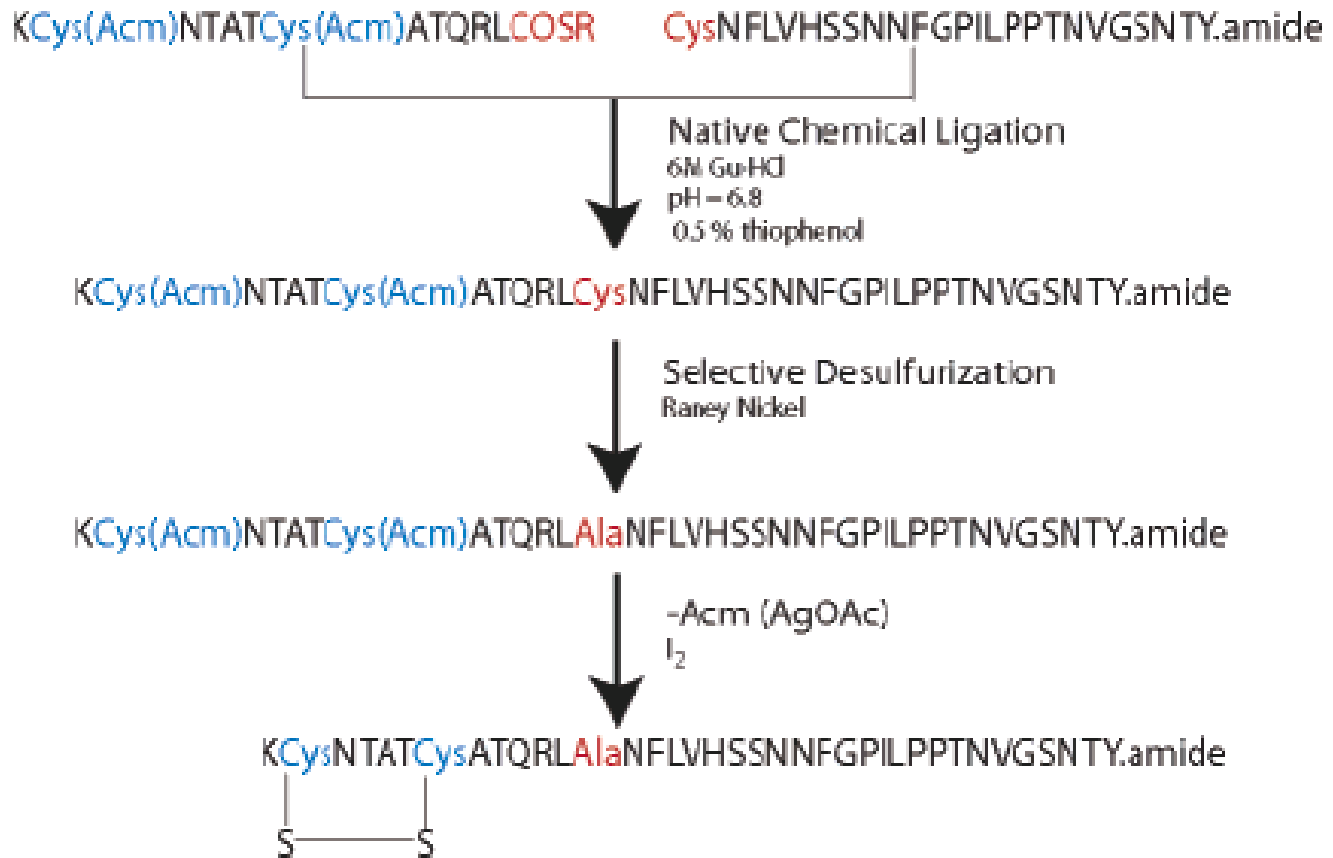 KCys(Acm)NTATCys(Acm)ATQRLCOSR CysNFLVHSSNNFGPILPPTNVGSNTY.amide
Native Chemical Ligation
6M Gu·HCl
pH – 6.8
0.5 % thiophenol
KCys(Acm)NTATCys(Acm)ATQRLCysNFLVHSSNNFGPILPPTNVGSNTY.amide
Selective Desulfurization
Raney Nickel
KCys(Acm)NTATCys(Acm)ATQRLAlaNFLVHSSNNFGPILPPTNVGSNTY.amide
-Acm (AgOAc)
I₂
KCysNTATCysATQRLAlaNFLVHSSNNFGPILPPTNVGSNTY.amide
S S